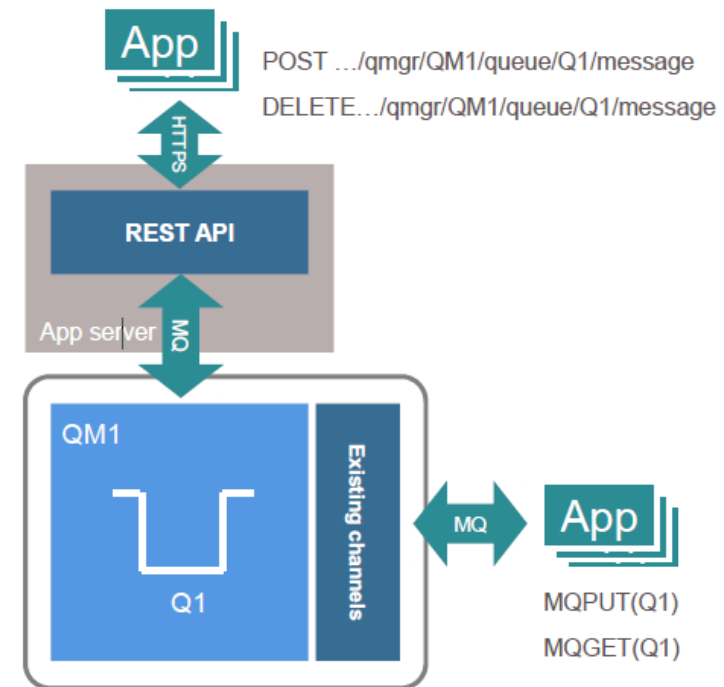 App
POST .../qmgr/QM1/queue/Q1/message
DELETE.../qmgr/QM1/queue/Q1/message
HTTPS
REST API
App server
MQ
QM1
Q1
Existing channels
MQ
App
MQPUT(Q1)
MQGET(Q1)